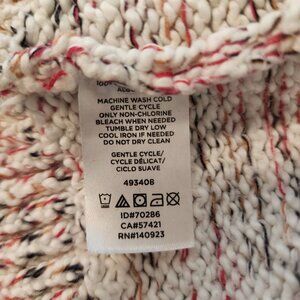 100%
MACHINE WASH COLD
GENTLE CYCLE
ONLY NON-CHLORINE
BLEACH WHEN NEEDED
TUMBLE DRY LOW
COOL IRON IF NEEDED
DO NOT DRY CLEAN
GENTLE CYCLE/
CYCLE DÉLICAT/
CICLO SUAVE
493408
ID#70286
CA#57421
RN#140923